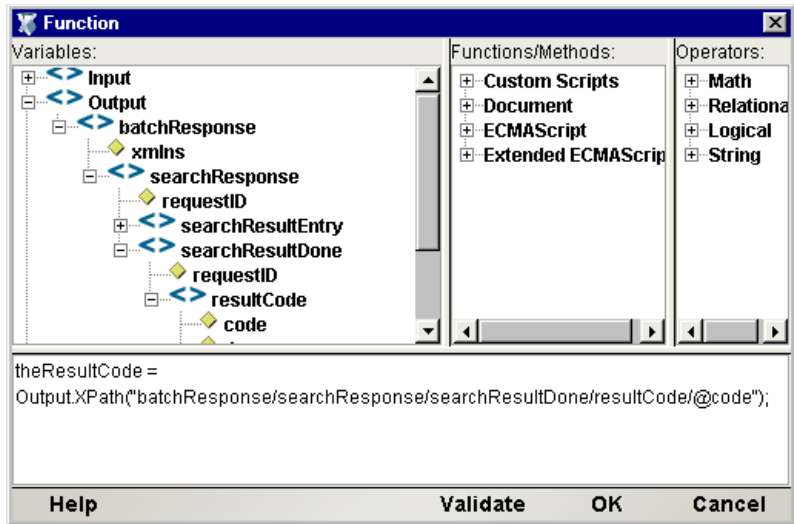 Function
Variables:
Functions/Methods:
Operators:
Input
Output
batchResponse
xmlns
searchResponse
requestID
searchResultEntry
searchResultDone
requestID
resultCode
code
Custom Scripts
Document
ECMAScript
Extended ECMAScrip
Math
Relationa
Logical
String
theResultCode =
Output.XPath("batchResponse/searchResponse/searchResultDone/resultCode/@code");
Help
Validate
OK
Cancel